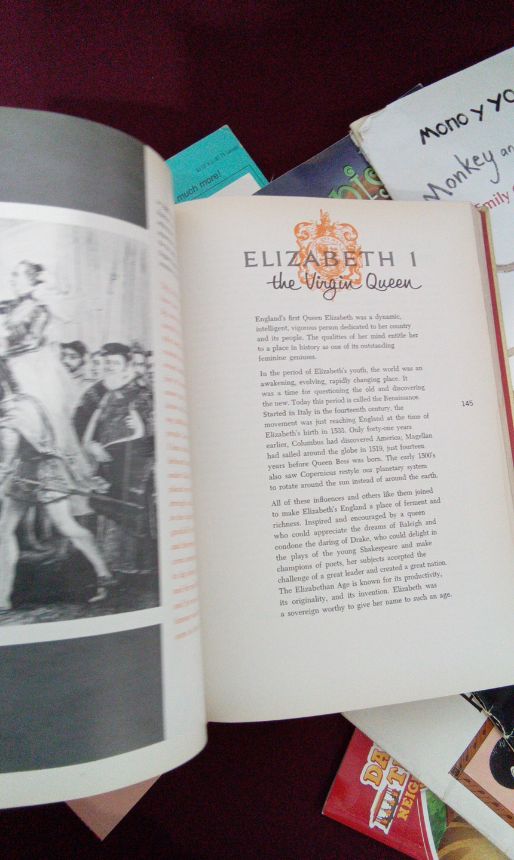 much more!
Mono y yo
Monkey an
Emily
ELIZABETH I
the Virgin Queen
England's first Queen Elizabeth was a dynamic,
intelligent, vigorous person dedicated to her country
and its people. The qualities of her mind entitle her
to a place in history as one of its outstanding
feminine geniuses.
In the period of Elizabeth's youth, the world was an
awakening, evolving, rapidly changing place. It
was a time for questioning the old and discovering
the new. Today this period is called the Renaissance.
Started in Italy in the fourteenth century, the
movement was just reaching England at the time of
Elizabeth's birth in 1533. Only forty-one years
earlier, Columbus had discovered America; Magellan
had sailed around the globe in 1519, just fourteen
years before Queen Bess was born. The early 1500's
also saw Copernicus restyle our planetary system
to rotate around the sun instead of around the earth.
All of these influences and others like them joined
to make Elizabeth's England a place of ferment and
richness. Inspired and encouraged by a queen
who could appreciate the dreams of Raleigh and
condone the daring of Drake, who could delight in
the plays of the young Shakespeare and make
champions of poets, her subjects accepted the
challenge of a great leader and created a great nation.
The Elizabethan Age is known for its productivity,
its originality, and its invention. Elizabeth was
a sovereign worthy to give her name to such an age.
145
DA
TI
NEIG